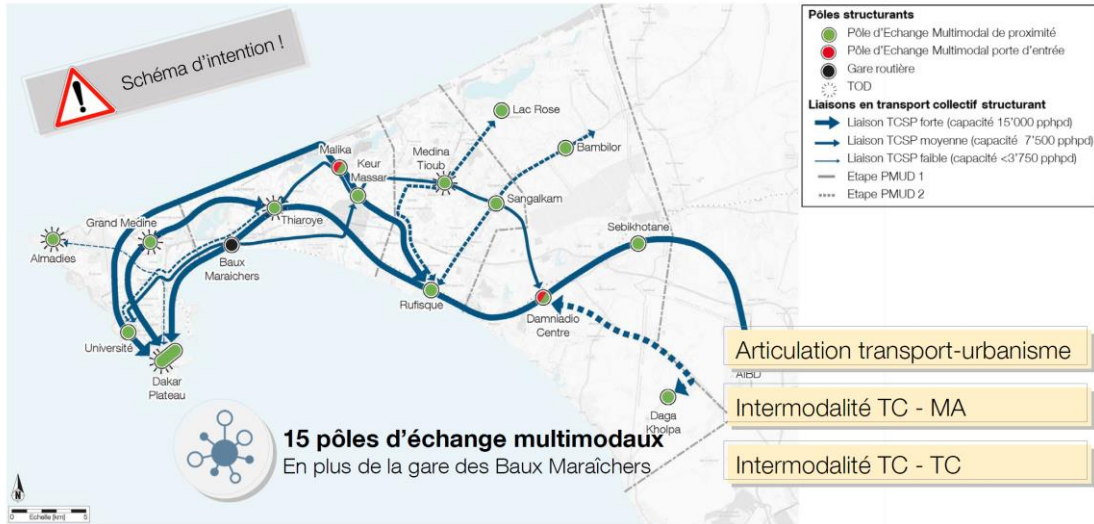 Schéma d'intention !
Pôles structurants
Pôle d'Echange Multimodal de proximité
Pôle d'Echange Multimodal porte d'entrée
Gare routière
TOD
Liaisons en transport collectif structurant
Liaison TCSP forte (capacité 15'000 pphpd)
Liaison TCSP moyenne (capacité 7'500 pphpd)
Liaison TCSP faible (capacité <3'750 pphpd)
Etape PMUD 1
Etape PMUD 2
Lac Rose
Malika
Keur
Massar
Medina
Tioub
Bambilor
Sangalkam
Grand Medine
Thiaroye
Almadies
Baux
Maraichers
Sebikhotane
Rufisque
Damniadio
Centre
Université
Dakar
Plateau
Daga
Kholpa
AIBD
Articulation transport-urbanisme
Intermodalité TC - MA
Intermodalité TC - TC
15 pôles d'échange multimodaux
En plus de la gare des Baux Maraîchers
N
0 Echelle [km] 5